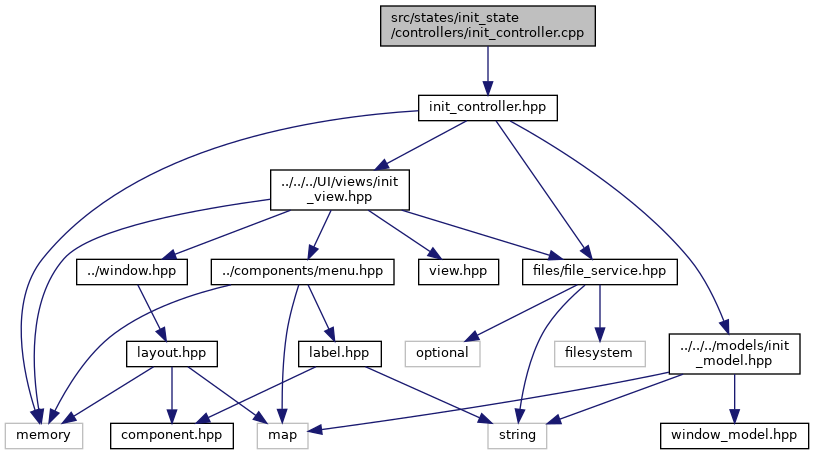 src/states/init_state
/controllers/init_controller.cpp
init_controller.hpp
../../../UI/views/init
_view.hpp
../window.hpp
../components/menu.hpp
view.hpp
files/file_service.hpp
layout.hpp
label.hpp
optional
filesystem
../../../models/init
_model.hpp
memory
component.hpp
map
string
window_model.hpp